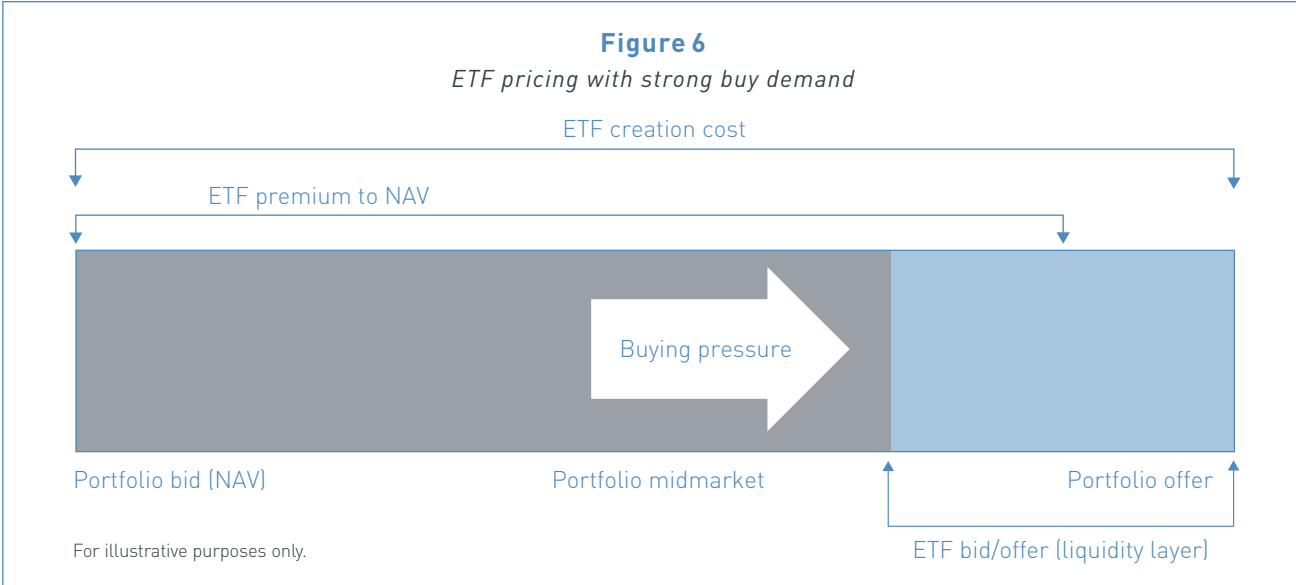 Figure 6
ETF pricing with strong buy demand
ETF creation cost
ETF premium to NAV
Buying pressure
Portfolio bid (NAV)
Portfolio midmarket
Portfolio offer
For illustrative purposes only.
ETF bid/offer (liquidity layer)